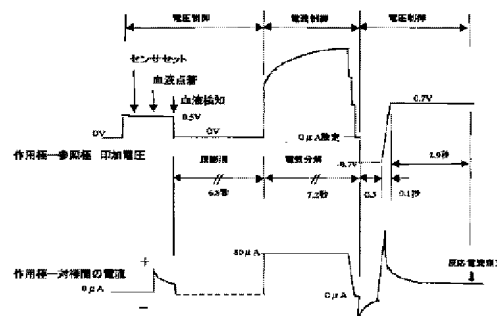 電圧制御
電流制御
電圧制御
センサセット
血液点着
血液検知
0V
0.5V
0V
0μA設定
0.7V
-0.7V
作用極―参照極 印加電圧
電気分解
6.8秒
7.2秒
0.5
0.1秒
2.9秒
+
80μA
作用極―対極間の電流
0μA
0μA
−